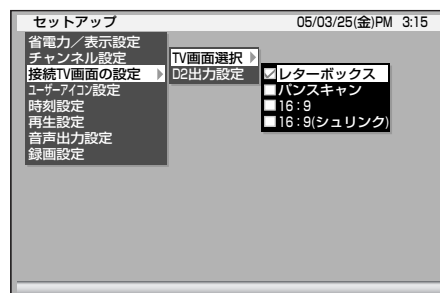 セットアップ 05/03/25(金)PM 3:15
省電力／表示設定
チャンネル設定
接続TV画面の設定
ユーザーアイコン設定
時刻設定
再生設定
音声出力設定
録画設定
TV画面選択
D2出力設定
レターボックス
パンスキャン
16：9
16：9(シュリンク)